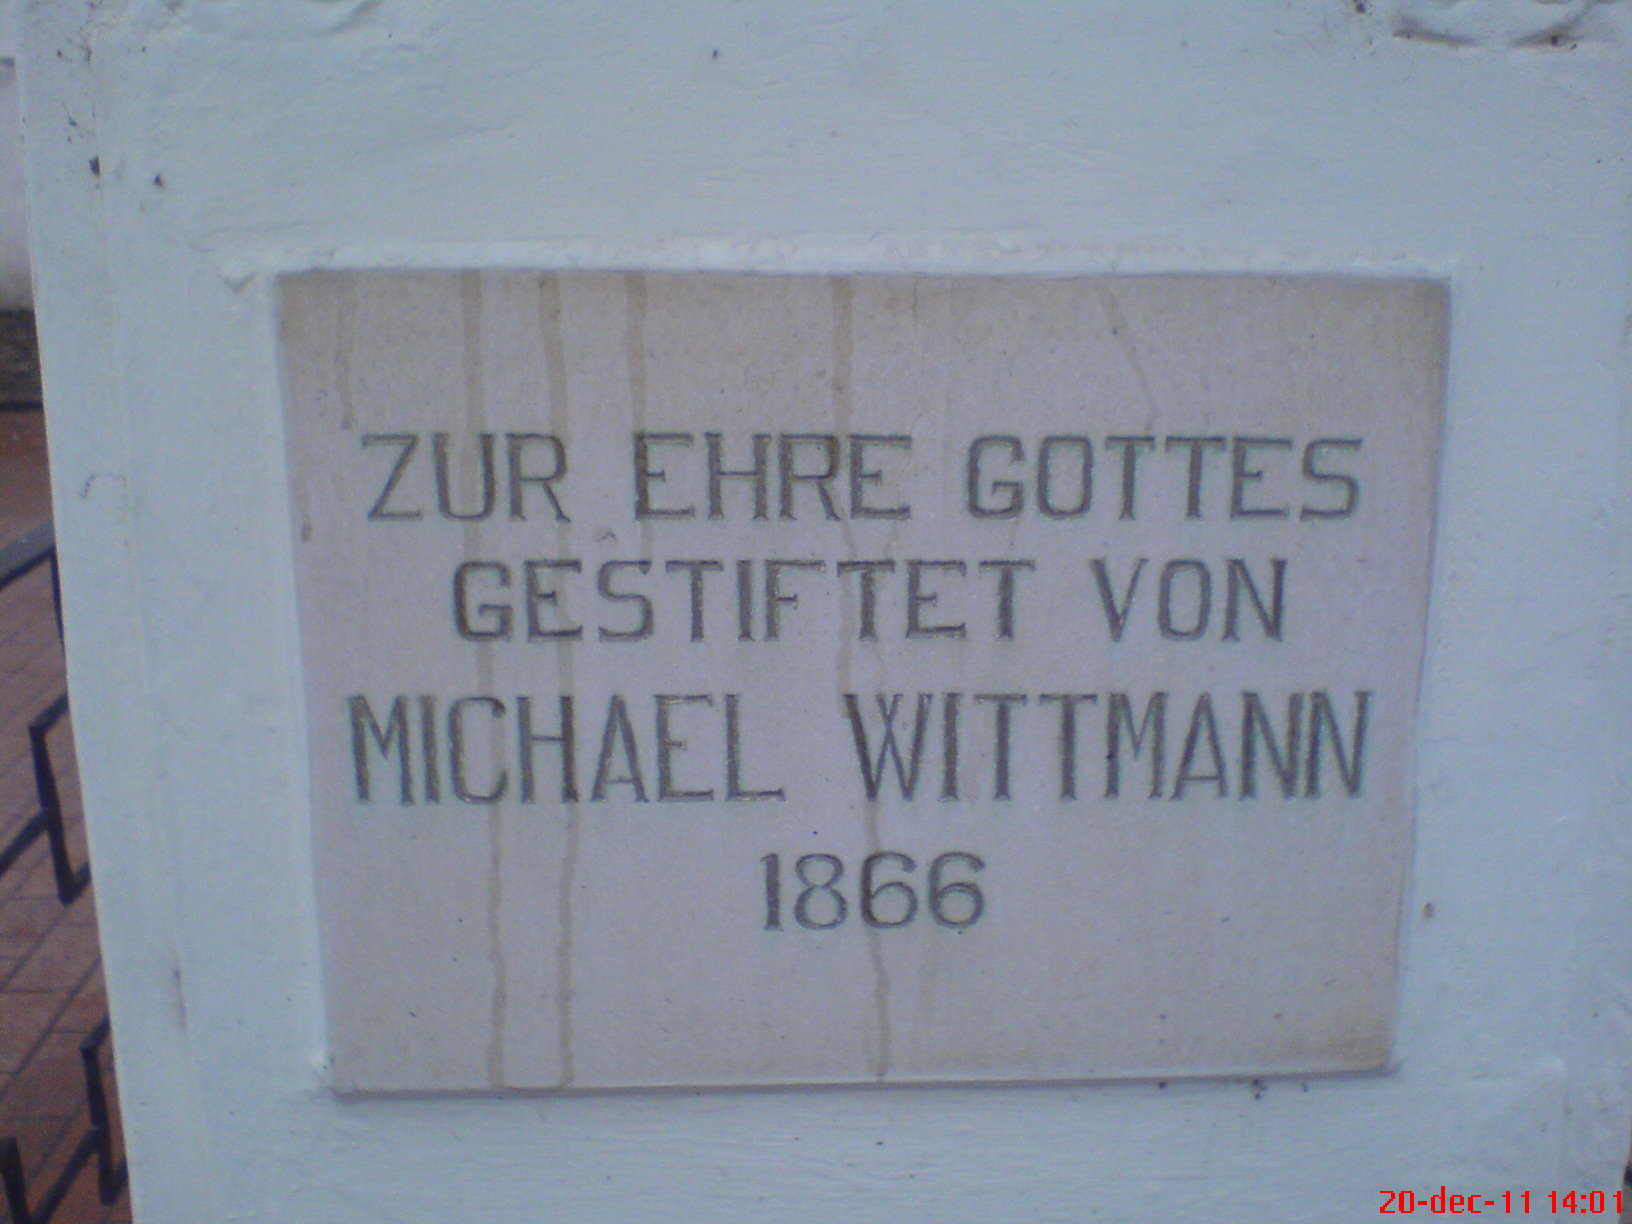 ZUR EHRE GOTTES
GESTIFTET VON
MICHAEL WITTMANN
1866
20-dec-11 14:01